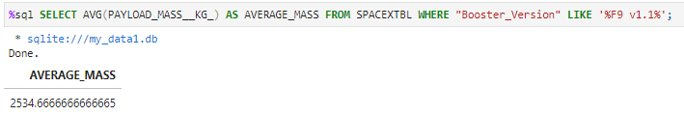 %sql SELECT AVG(PAYLOAD_MASS__KG_) AS AVERAGE_MASS FROM SPACEXTBL WHERE "Booster_Version" LIKE '%F9 v1.1%';
* sqlite:///my_data1.db
Done.
AVERAGE_MASS
2534.6666666666665